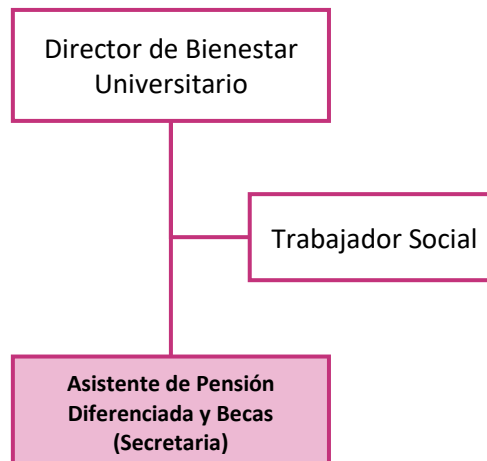 Director de Bienestar
Universitario
Trabajador Social
Asistente de Pensión
Diferenciada y Becas
(Secretaria)